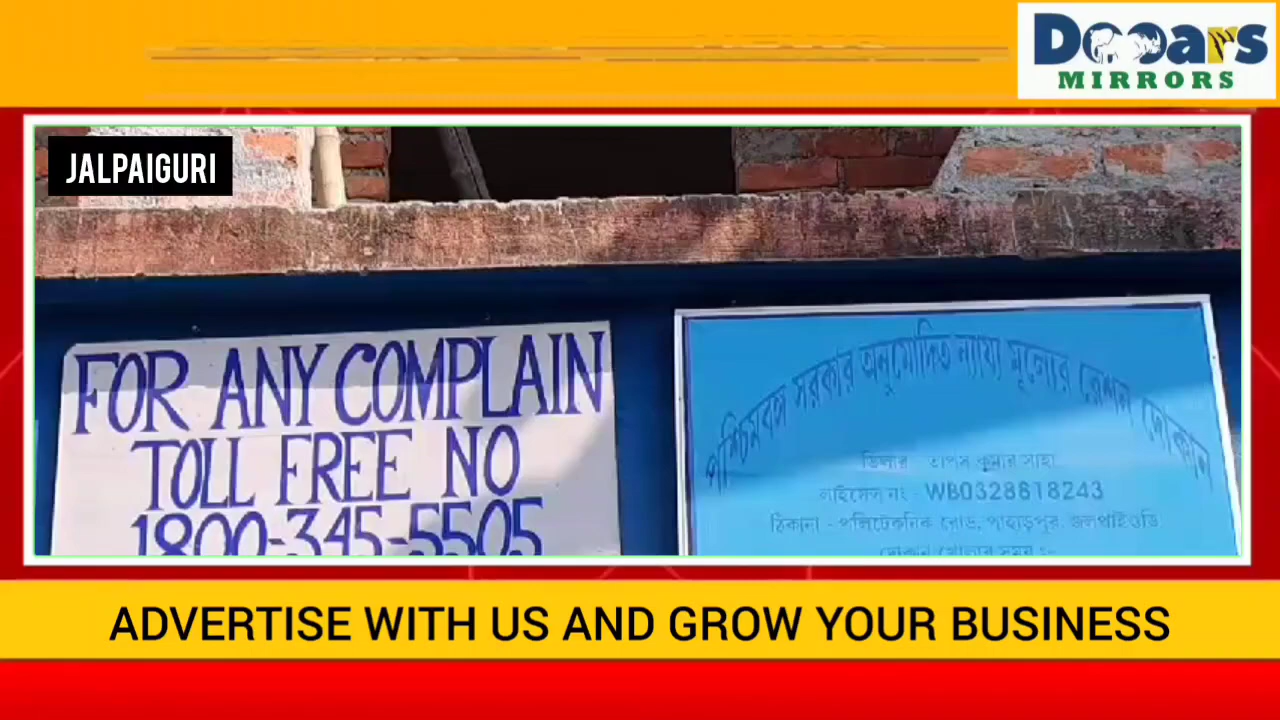 Dooars
MIRRORS
JALPAIGURI
FOR ANY COMPLAIN
TOLL FREE NO
1800-345-5505
পশ্চিমবঙ্গ সরকার অনুমোদিত ন্যায্য মূল্যের রেশন দোকান
ডিলার - তাপস কুমার সাহা
লাইসেন্স নং - WB0328618243
ঠিকানা - পলিটেকনিক রোড, পাহাড়পুর, জলপাইগুড়ি
দোকান খোলার সময় :-
ADVERTISE WITH US AND GROW YOUR BUSINESS